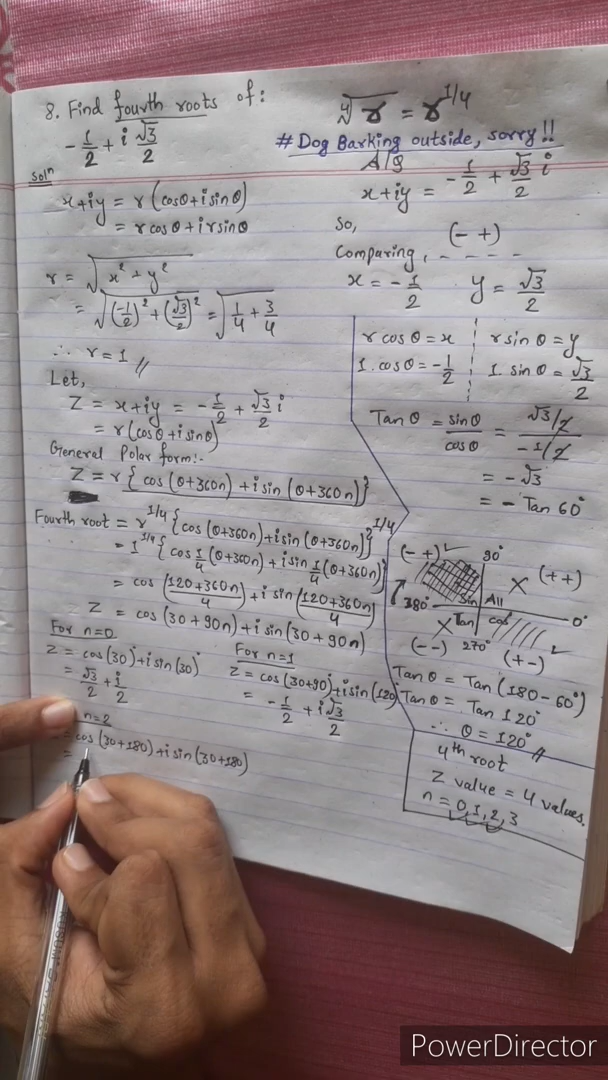 8. Find fourth roots of:
-1/2 + i √3/2
⁴√r = r^1/4
# Dog Barking outside, sorry!!
Solⁿ
x+iy = r (cosθ+i sinθ)
= r cosθ + i r sinθ
r = √x² + y²
= √(-1/2)² + (√3/2)² = √1/4 + 3/4
∴ r = 1 //
Let,
Z = x+iy = -1/2 + √3/2 i
= r(cosθ + i sinθ)
General Polar form:-
Z = r { cos (θ+360n) + i sin (θ+360n)}
Fourth root = r^1/4 {cos(θ+360n)+i sin(θ+360n)}^1/4
= 1^1/4 {cos 1/4 (θ+360n) + i sin 1/4 (θ+360n)}
= cos (120+360n)/4 + i sin (120+360n)/4
Z = cos (30+90n) + i sin (30+90n)
For n=0
Z = cos(30)° + i sin (30)°
= √3/2 + i/2
For n=1
Z = cos(30+90)+i sin(120)
= -1/2 + i √3/2
n=2
= cos (30+180) + i sin (30+180)
=
A/Q
x+iy = -1/2 + √3/2 i
So, (- +)
Comparing, - - - -
x = -1/2 y = √3/2
r cosθ = x r sinθ = y
1. cosθ = -1/2 1. sinθ = √3/2
Tanθ = sinθ/cosθ = √3/2 / -1/2
= -√3
= - Tan 60°
(- +) 90° (+ +)
380° Sin All 0°
Tan cos
(- -) 270° (+ -)
Tanθ = Tan (180-60°)
Tanθ = Tan 120°
∴ θ = 120° //
4th root
Z value = 4 values.
n = 0,1,2,3
PowerDirector